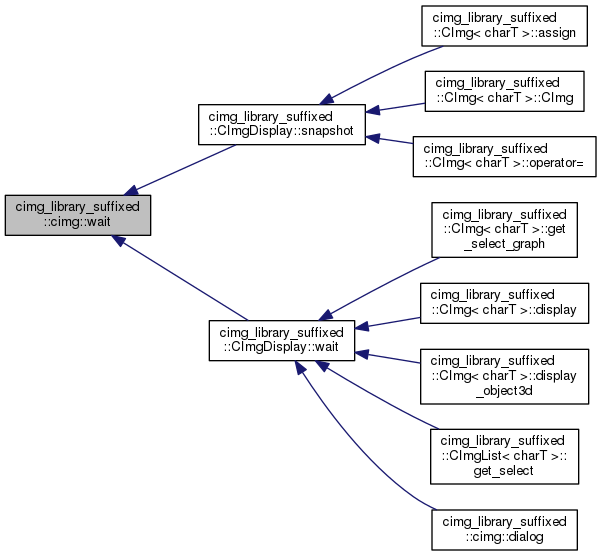 cimg_library_suffixed
::CImg< charT >::assign
cimg_library_suffixed
::CImg< charT >::CImg
cimg_library_suffixed
::CImgDisplay::snapshot
cimg_library_suffixed
::CImg< charT >::operator=
cimg_library_suffixed
::cimg::wait
cimg_library_suffixed
::CImg< charT >::get
_select_graph
cimg_library_suffixed
::CImg< charT >::display
cimg_library_suffixed
::CImgDisplay::wait
cimg_library_suffixed
::CImg< charT >::display
_object3d
cimg_library_suffixed
::CImgList< charT >::
get_select
cimg_library_suffixed
::cimg::dialog